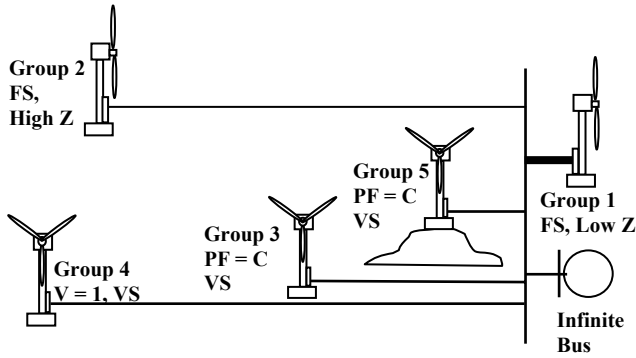 Group 2
FS,
High Z
Group 5
PF = C
VS
Group 1
FS, Low Z
Group 3
PF = C
VS
Group 4
V = 1, VS
Infinite
Bus